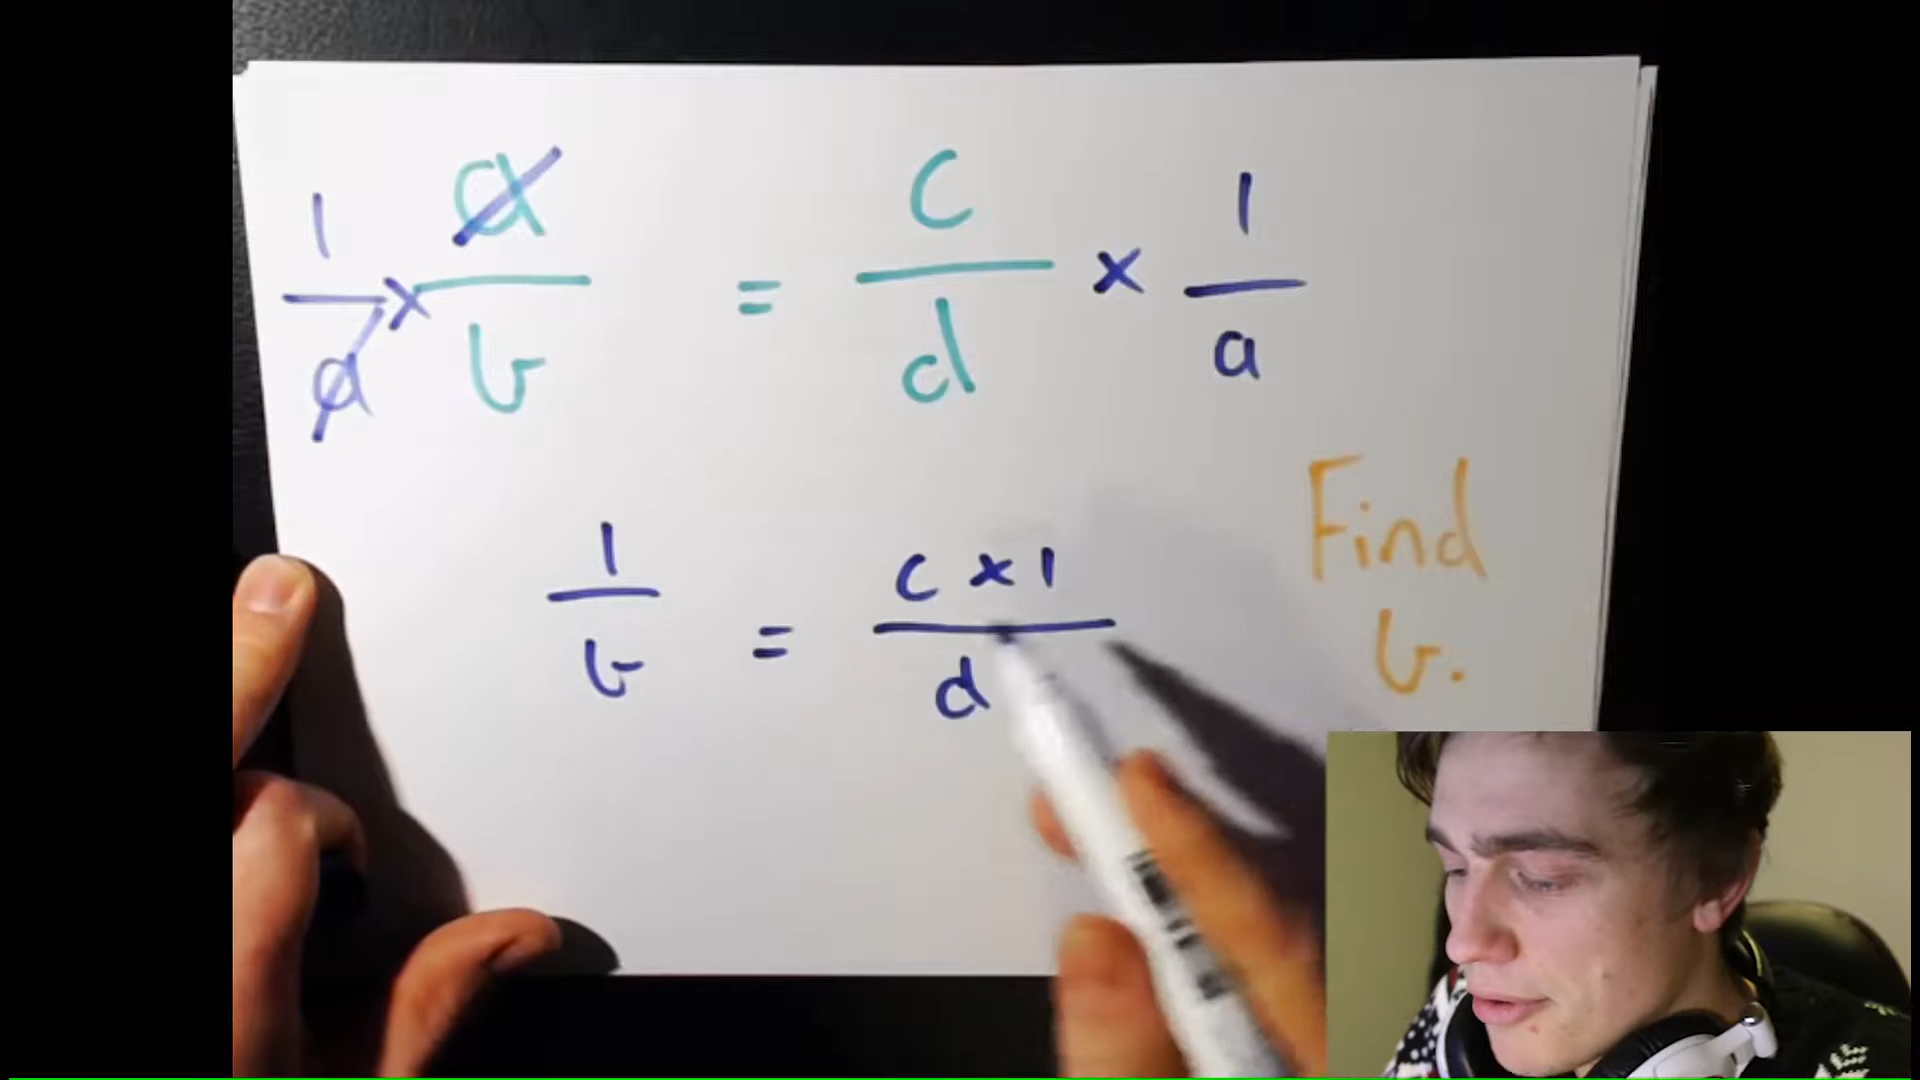 1/a × a/b = c/d × 1/a
1/b = c × 1/d
Find
b.